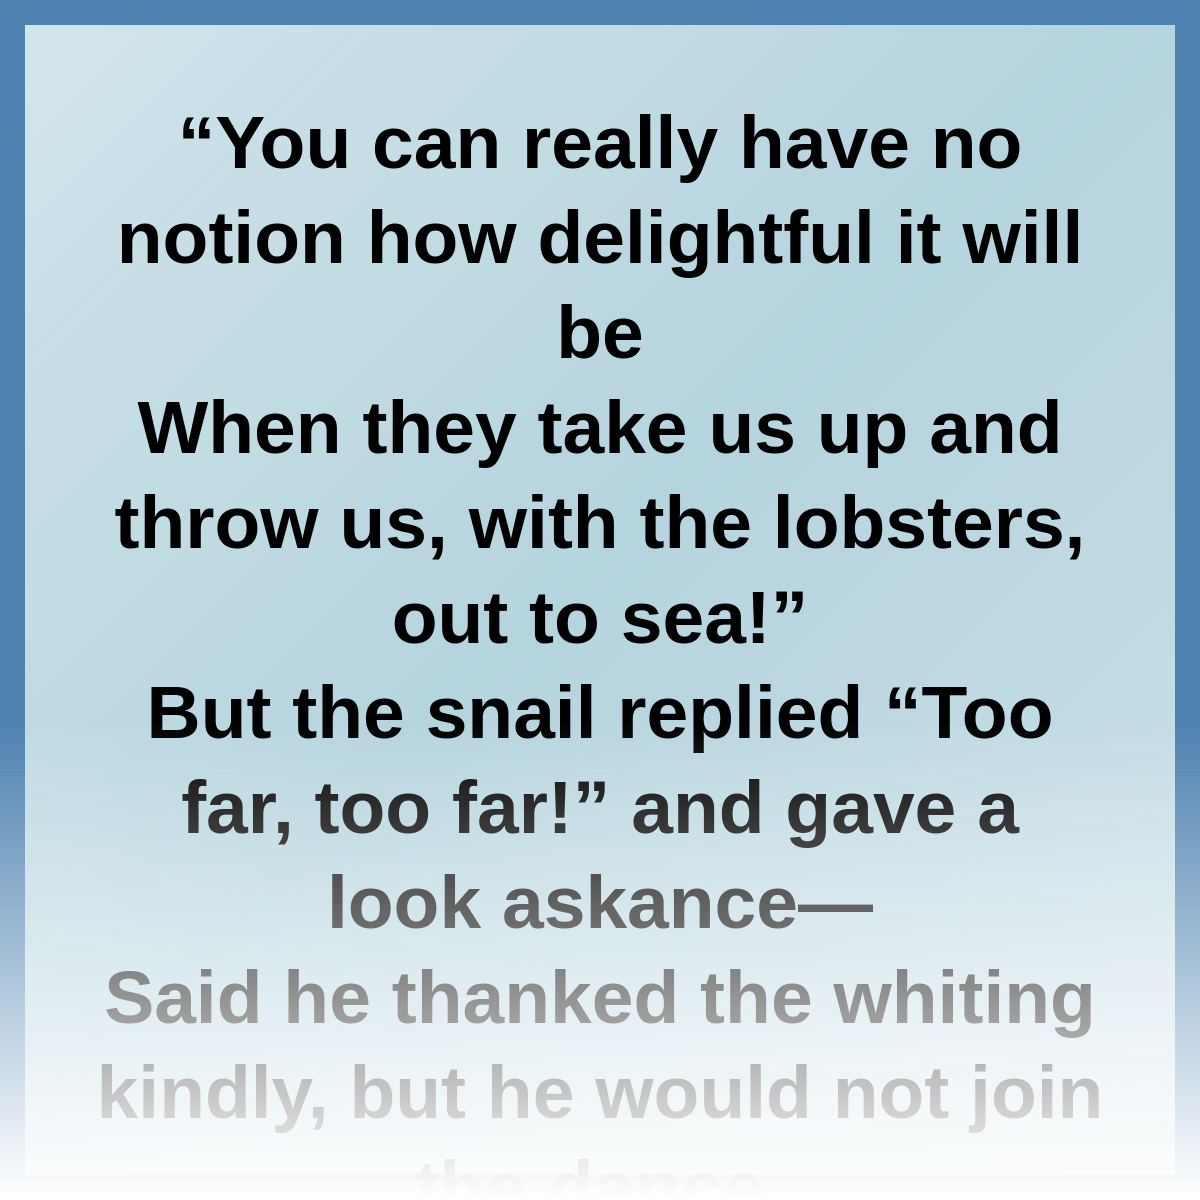 “You can really have no
notion how delightful it will
be
When they take us up and
throw us, with the lobsters,
out to sea!”
But the snail replied “Too
far, too far!” and gave a
look askance—
Said he thanked the whiting
kindly, but he would not join
the dance